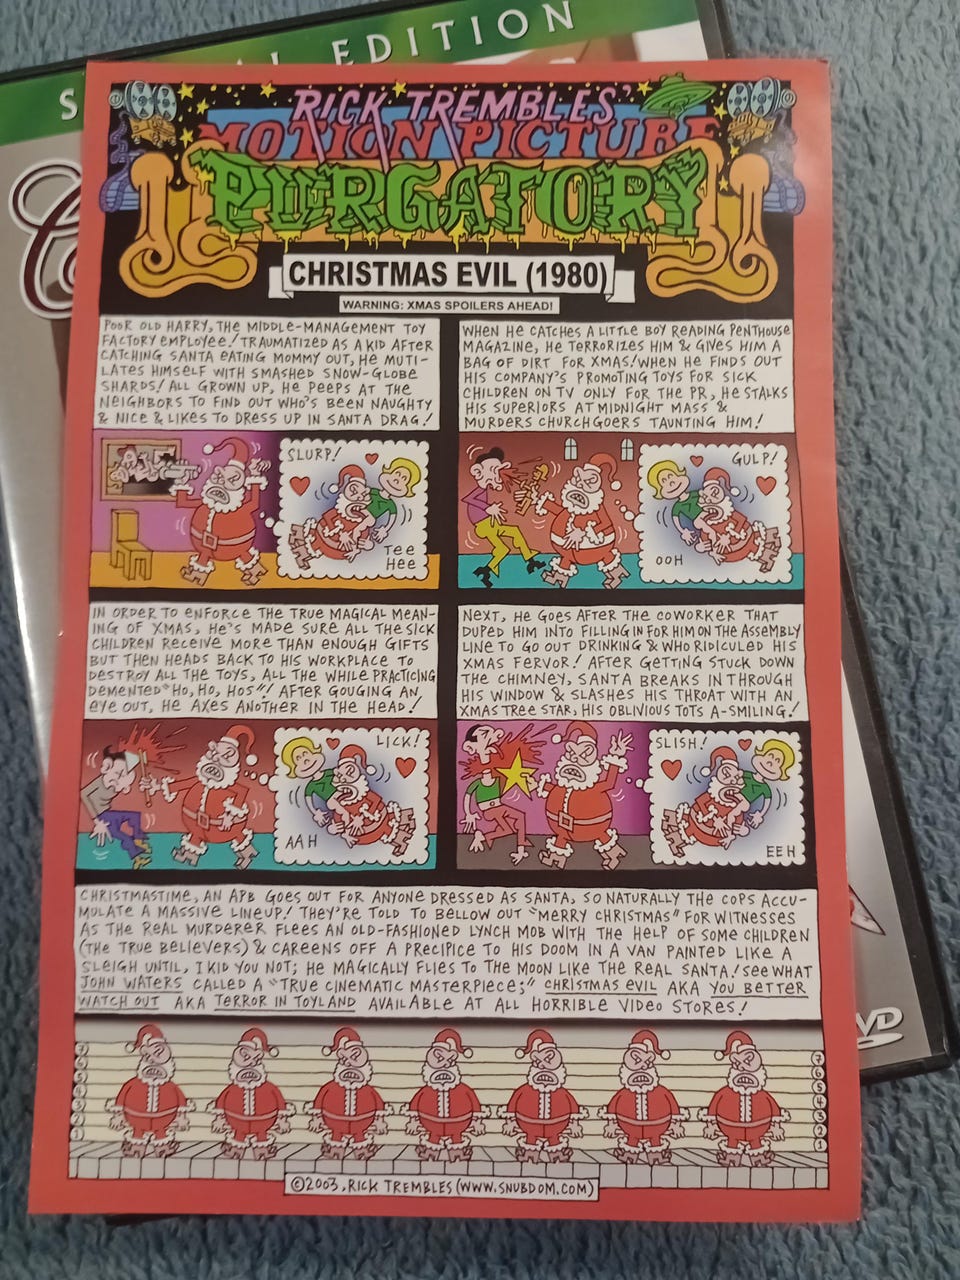 EDITION
RICK TREMBLES'
MOTION PICTURE
PURGATORY
CHRISTMAS EVIL (1980)
WARNING: XMAS SPOILERS AHEAD!
POOR OLD HARRY, THE MIDDLE-MANAGEMENT TOY
FACTORY EMPLOYEE! TRAUMATIZED AS A KID AFTER
CATCHING SANTA EATING MOMMY OUT, HE MUTI-
LATES HIMSELF WITH SMASHED SNOW-GLOBE
SHARDS! ALL GROWN UP, HE PEEPS AT THE
NEIGHBORS TO FIND OUT WHO'S BEEN NAUGHTY
& NICE & LIKES TO DRESS UP IN SANTA DRAG!
SLURP!
TEE
HEE
WHEN HE CATCHES A LITTLE BOY READING PENTHOUSE
MAGAZINE, HE TERRORIZES HIM & GIVES HIM A
BAG OF DIRT FOR XMAS! WHEN HE FINDS OUT
HIS COMPANY'S PROMOTING TOYS FOR SICK
CHILDREN ON TV ONLY FOR THE PR, HE STALKS
HIS SUPERIORS AT MIDNIGHT MASS &
MURDERS CHURCHGOERS TAUNTING HIM!
GULP!
OOH
IN ORDER TO ENFORCE THE TRUE MAGICAL MEAN-
ING OF XMAS, HE'S MADE SURE ALL THE SICK
CHILDREN RECEIVE MORE THAN ENOUGH GIFTS
BUT THEN HEADS BACK TO HIS WORKPLACE TO
DESTROY ALL THE TOYS, ALL THE WHILE PRACTICING
DEMENTED "HO, HO, HOS"! AFTER GOUGING AN
EYE OUT, HE AXES ANOTHER IN THE HEAD!
LICK!
AAH
NEXT, HE GOES AFTER THE COWORKER THAT
DUPED HIM INTO FILLING IN FOR HIM ON THE ASSEMBLY
LINE TO GO OUT DRINKING & WHO RIDICULED HIS
XMAS FERVOR! AFTER GETTING STUCK DOWN
THE CHIMNEY, SANTA BREAKS IN THROUGH
HIS WINDOW & SLASHES HIS THROAT WITH AN
XMAS TREE STAR, HIS OBLIVIOUS TOTS A-SMILING!
SLISH!
EEH
CHRISTMASTIME, AN APB GOES OUT FOR ANYONE DRESSED AS SANTA, SO NATURALLY THE COPS ACCU-
MULATE A MASSIVE LINEUP! THEY'RE TOLD TO BELLOW OUT "MERRY CHRISTMAS" FOR WITNESSES
AS THE REAL MURDERER FLEES AN OLD-FASHIONED LYNCH MOB WITH THE HELP OF SOME CHILDREN
(THE TRUE BELIEVERS) & CAREENS OFF A PRECIPICE TO HIS DOOM IN A VAN PAINTED LIKE A
SLEIGH UNTIL, I KID YOU NOT; HE MAGICALLY FLIES TO THE MOON LIKE THE REAL SANTA! SEE WHAT
JOHN WATERS CALLED A "TRUE CINEMATIC MASTERPIECE;" CHRISTMAS EVIL AKA YOU BETTER
WATCH OUT AKA TERROR IN TOYLAND AVAILABLE AT ALL HORRIBLE VIDEO STORES!
©2003, RICK TREMBLES (WWW.SNUBDOM.COM)